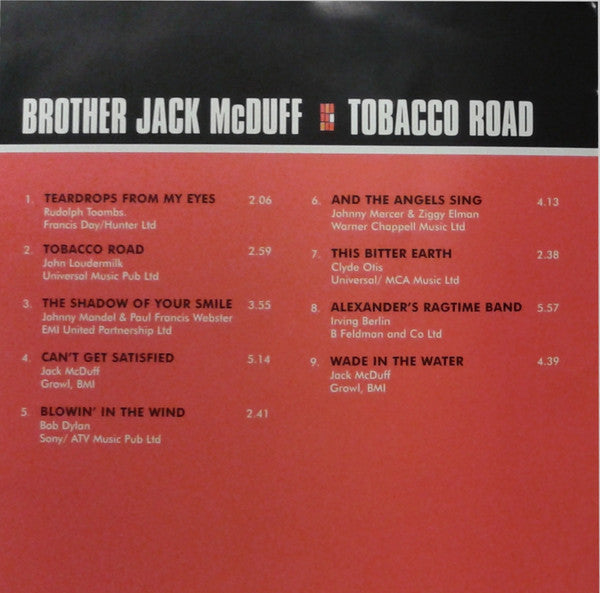 BROTHER JACK McDUFF TOBACCO ROAD
1. TEARDROPS FROM MY EYES 2.06
Rudolph Toombs.
Francis Day/Hunter Ltd
2. TOBACCO ROAD 2.59
John Loudermilk
Universal Music Pub Ltd
3. THE SHADOW OF YOUR SMILE 3.55
Johnny Mandel & Paul Francis Webster
EMI United Partnership Ltd
4. CAN'T GET SATISFIED 5.14
Jack McDuff
Growl, BMI
5. BLOWIN' IN THE WIND 2.41
Bob Dylan
Sony/ ATV Music Pub Ltd
6. AND THE ANGELS SING 4.13
Johnny Mercer & Ziggy Elman
Warner Chappell Music Ltd
7. THIS BITTER EARTH 2.38
Clyde Otis
Universal/ MCA Music Ltd
8. ALEXANDER'S RAGTIME BAND 5.57
Irving Berlin
B Feldman and Co Ltd
9. WADE IN THE WATER 4.39
Jack McDuff
Growl, BMI